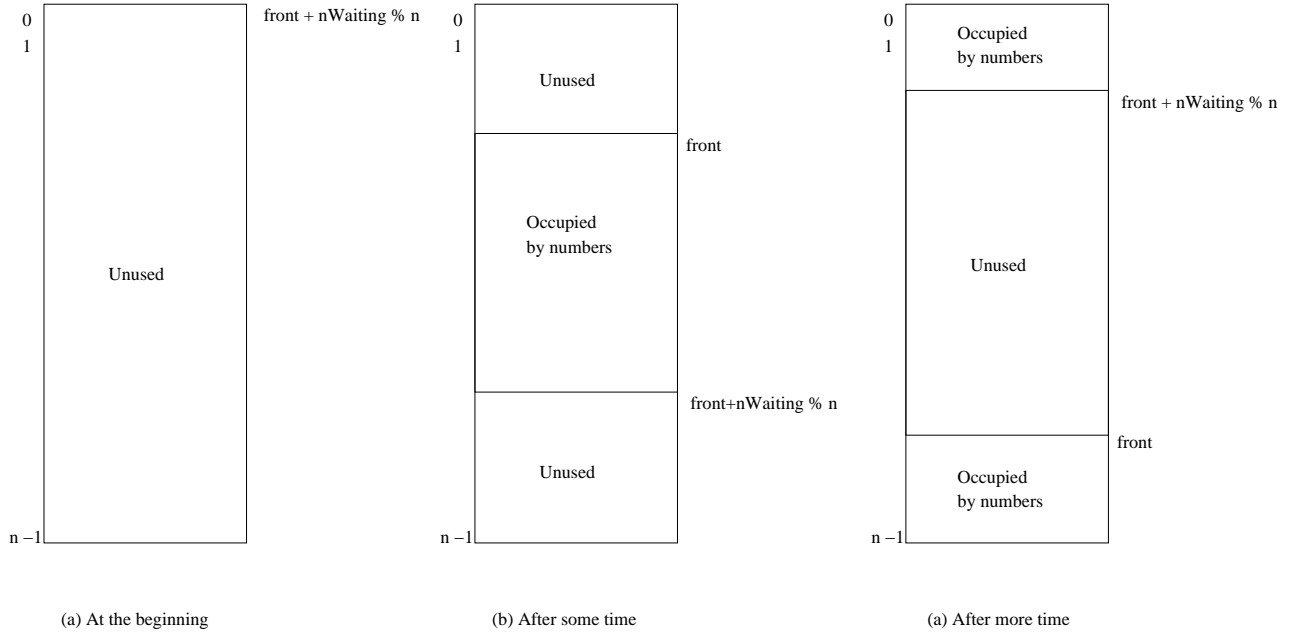 0
1
front + nWaiting % n
Unused
n −1
(a) At the beginning
0
1
Unused
front
Occupied
by numbers
front+nWaiting % n
Unused
n −1
(b) After some time
0
1
Occupied
by numbers
front + nWaiting % n
Unused
front
Occupied
by numbers
n −1
(a) After more time